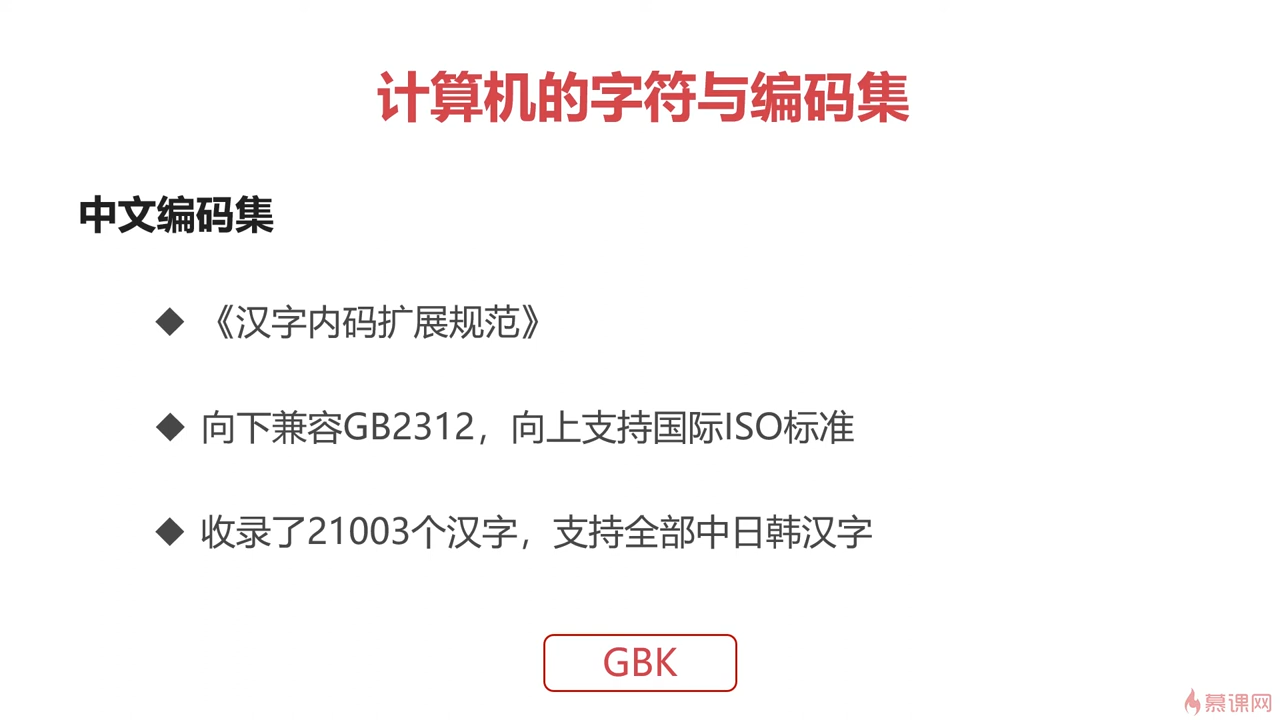 计算机的字符与编码集
中文编码集
◆ 《汉字内码扩展规范》
◆ 向下兼容GB2312，向上支持国际ISO标准
◆ 收录了21003个汉字，支持全部中日韩汉字
GBK
慕课网